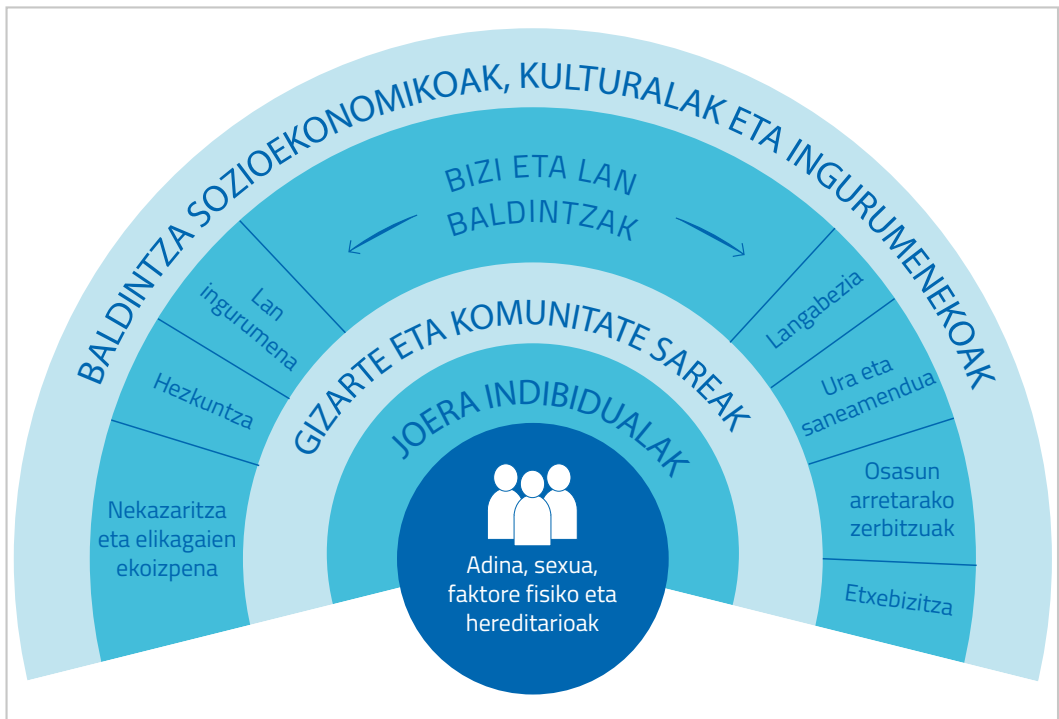 BALDINTZA SOZIOEKONOMIKOAK, KULTURALAK ETA INGURUMENEKOAK
BIZI ETA LAN
BALDINTZAK
Lan
ingurumena
Hezkuntza
Nekazaritza
eta elikagaien
ekoizpena
Langabezia
Ura eta
saneamendua
Osasun
arretarako
zerbitzuak
Etxebizitza
GIZARTE ETA KOMUNITATE SAREAK
JOERA INDIBIDUALAK
Adina, sexua,
faktore fisiko eta
hereditarioak